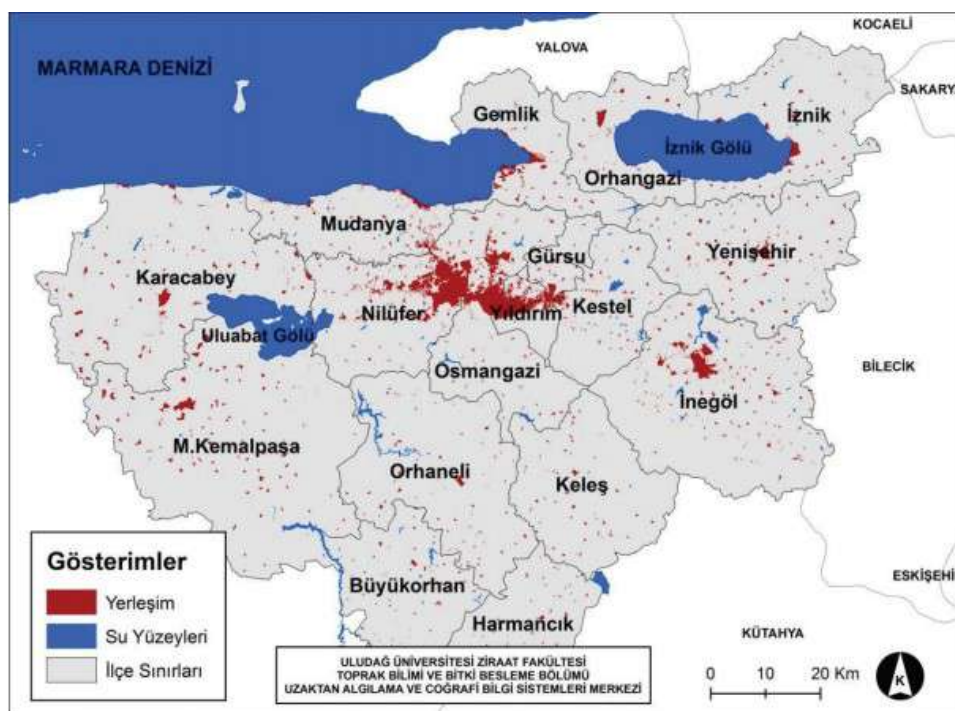 KOCAELİ
YALOVA
MARMARA DENİZİ
SAKARYA
Gemlik
İznik
İznik Gölü
Orhangazi
Mudanya
Gürsu
Yenişehir
Karacabey
Nilüfer
Yıldırım
Kestel
Uluabat Gölü
Osmangazi
BİLECİK
İnegöl
M.Kemalpaşa
Orhaneli
Keleş
Gösterimler
Yerleşim
Su Yüzeyleri
İlçe Sınırları
Büyükorhan
Harmancık
ESKİŞEHİR
KÜTAHYA
ULUDAĞ ÜNİVERSİTESİ ZİRAAT FAKÜLTESİ
TOPRAK BİLİMİ VE BİTKİ BESLEME BÖLÜMÜ
UZAKTAN ALGILAMA VE COĞRAFİ BİLGİ SİSTEMLERİ MERKEZİ
0 10 20 Km
K